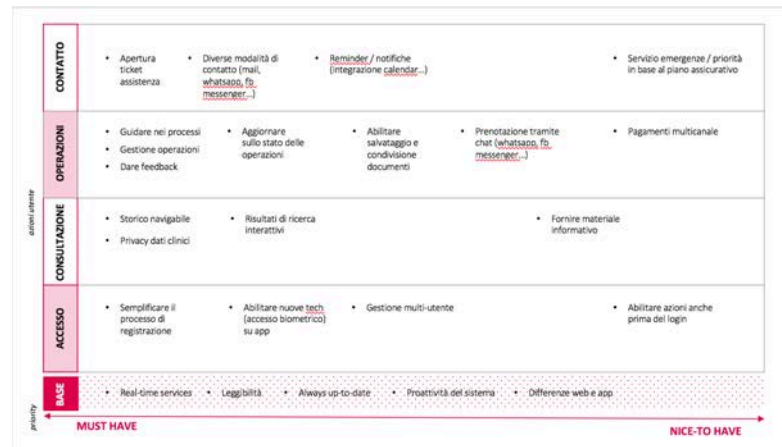 CONTATTO
• Apertura
ticket
assistenza
• Diverse modalità di
contatto (mail,
whatsapp, fb
messenger...)
• Reminder / notifiche
(integrazione calendar...)
• Servizio emergenze / priorità
in base al piano assicurativo
azioni utente
OPERAZIONI
• Guidare nei processi
• Gestione operazioni
• Dare feedback
• Aggiornare
sullo stato delle
operazioni
• Abilitare
salvataggio e
condivisione
documenti
• Prenotazione tramite
chat (whatsapp, fb
messenger...)
• Pagamenti multicanale
CONSULTAZIONE
• Storico navigabile
• Privacy dati clinici
• Risultati di ricerca
interattivi
• Fornire materiale
informativo
ACCESSO
• Semplificare il
processo di
registrazione
• Abilitare nuove tech
(accesso biometrico)
su app
• Gestione multi-utente
• Abilitare azioni anche
prima del login
BASE
• Real-time services
• Leggibilità
• Always up-to-date
• Proattività del sistema
• Differenze web e app
priority
MUST HAVE
NICE-TO HAVE